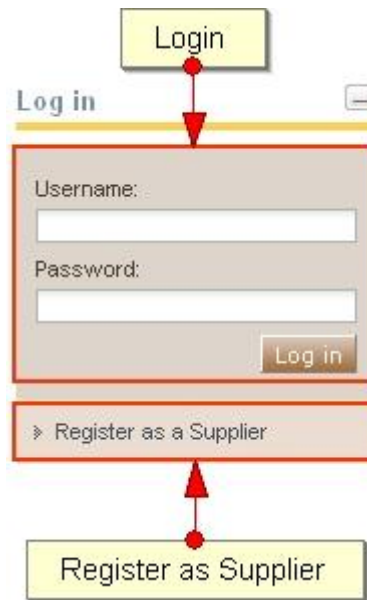 Login
Log in
Username:
Password:
Log in
Register as a Supplier
Register as Supplier